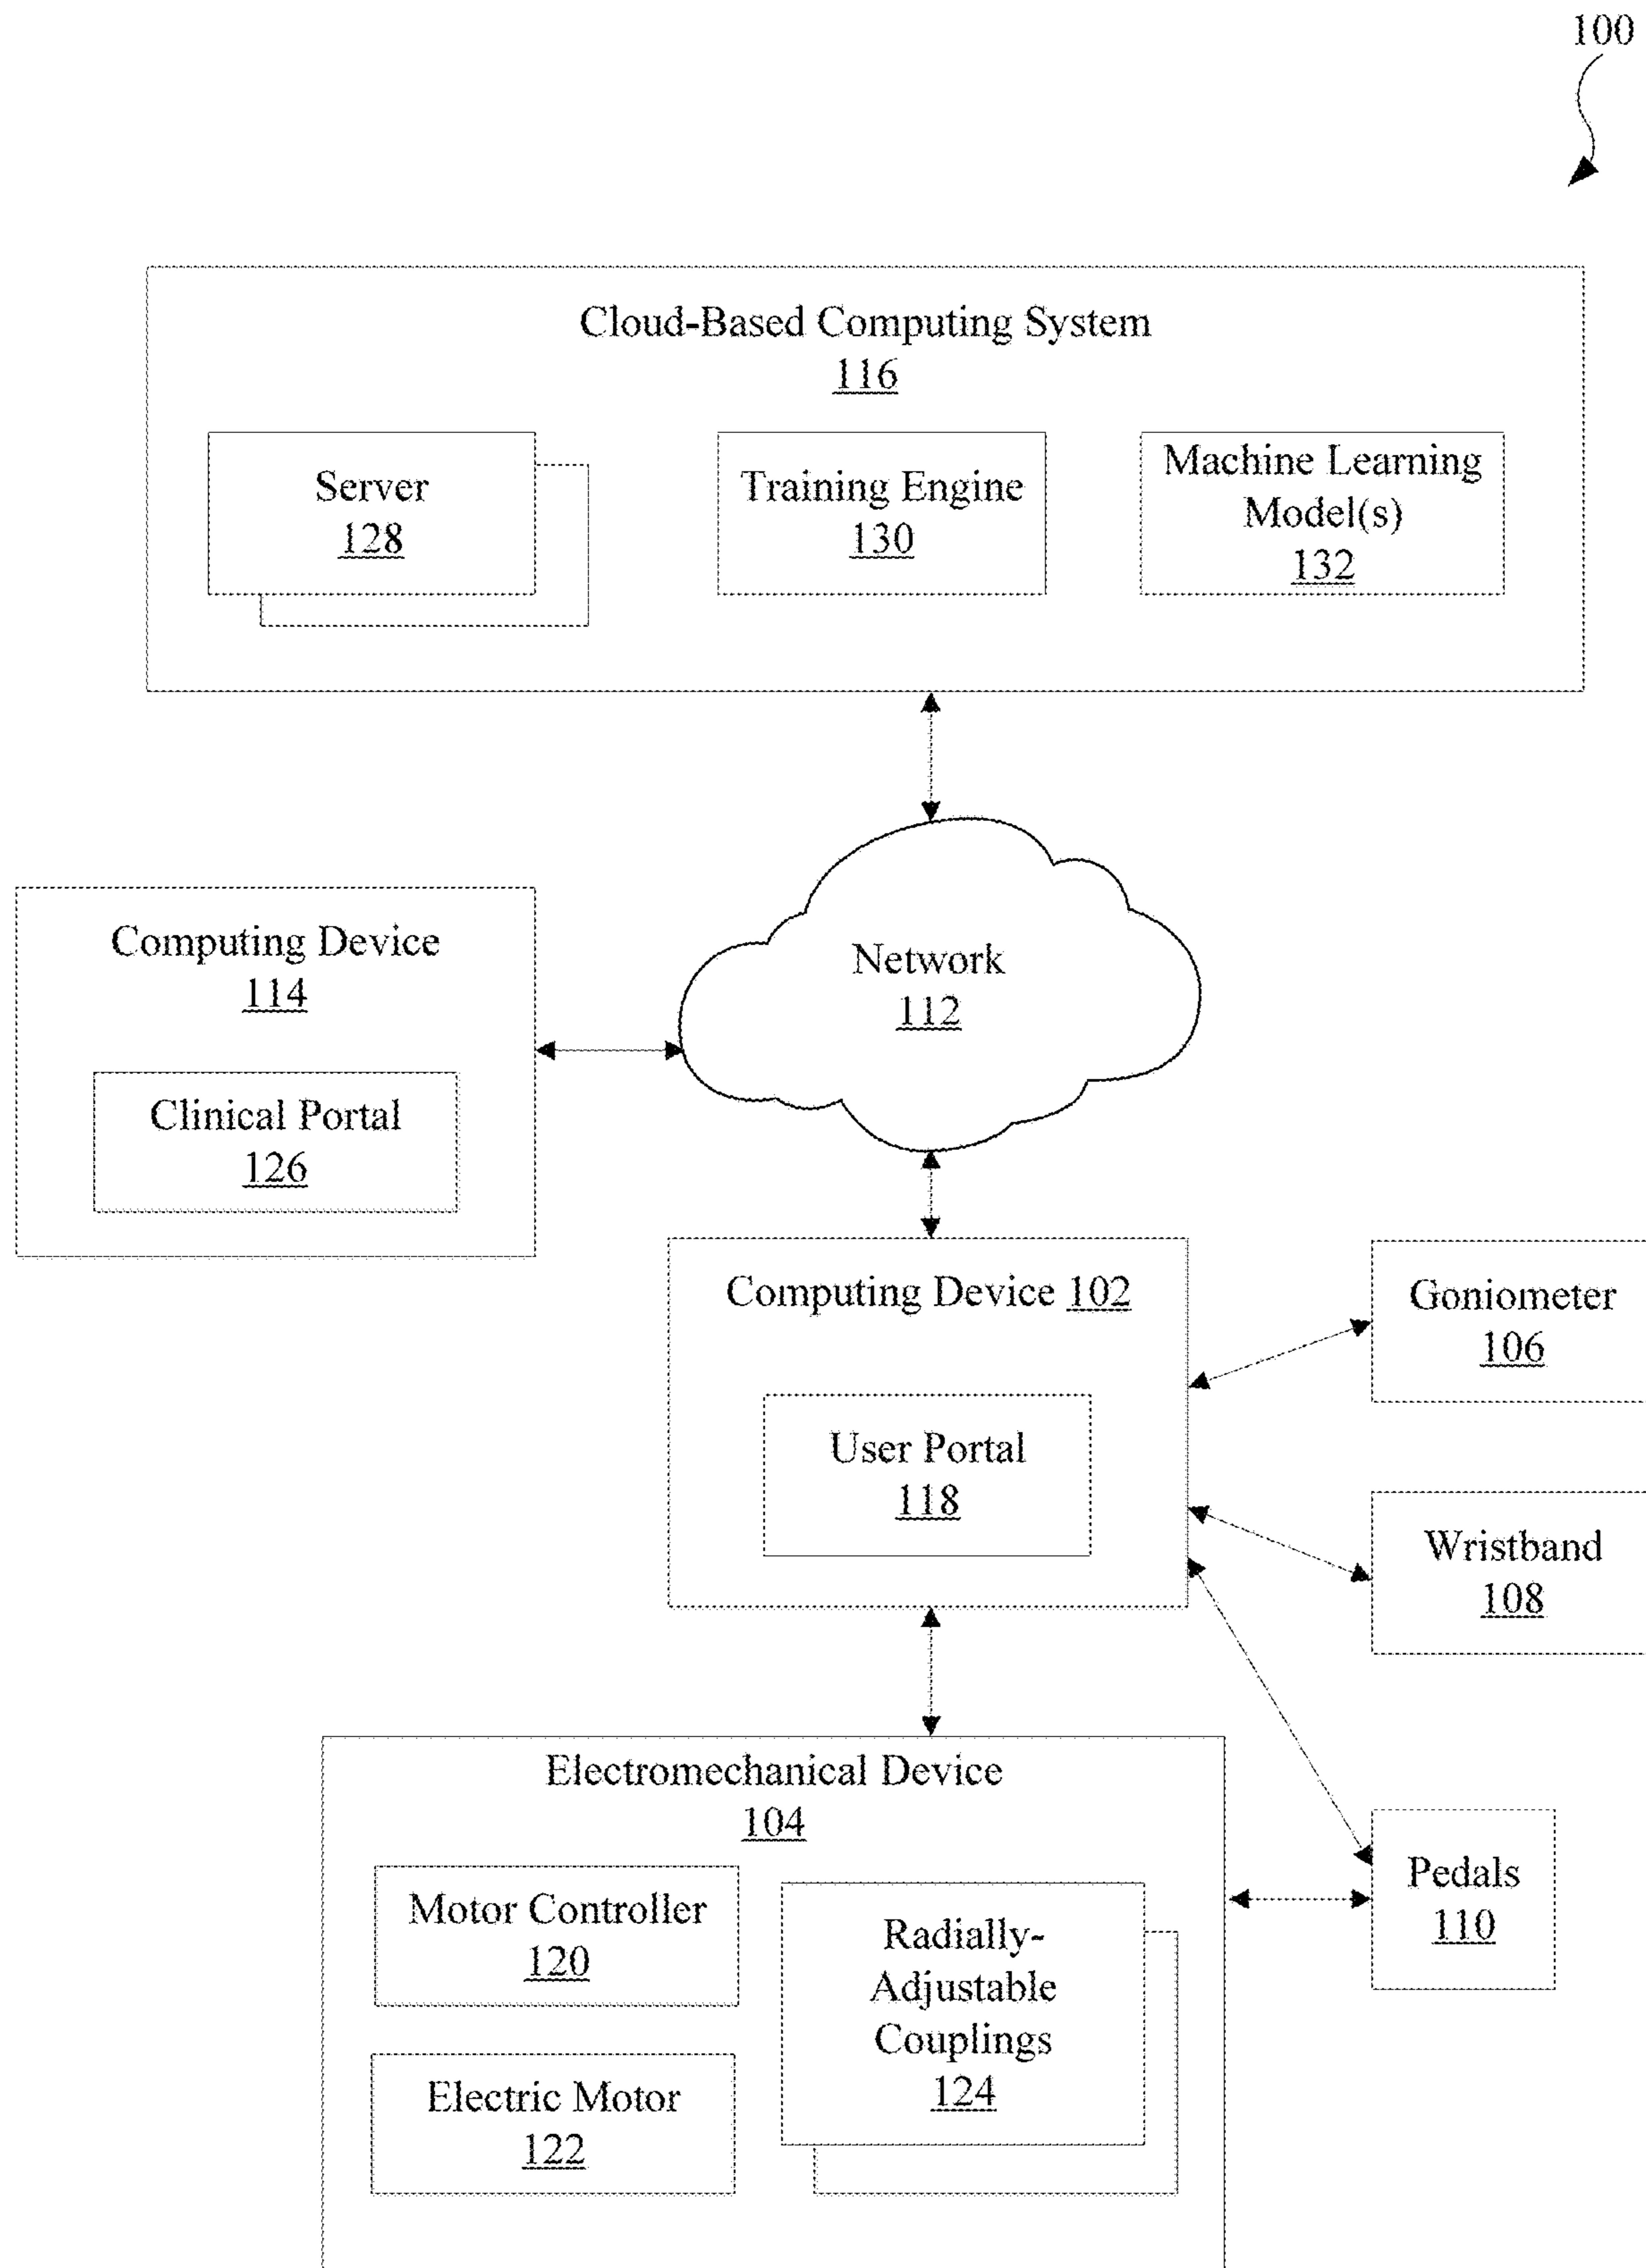 100
Cloud-Based Computing System
116
Server
128
Training Engine
130
Machine Learning
Model(s)
132
Network
112
Computing Device
114
Clinical Portal
126
Computing Device 102
User Portal
118
Goniometer
106
Wristband
108
Electromechanical Device
104
Motor Controller
120
Electric Motor
122
Radially-
Adjustable
Couplings
124
Pedals
110